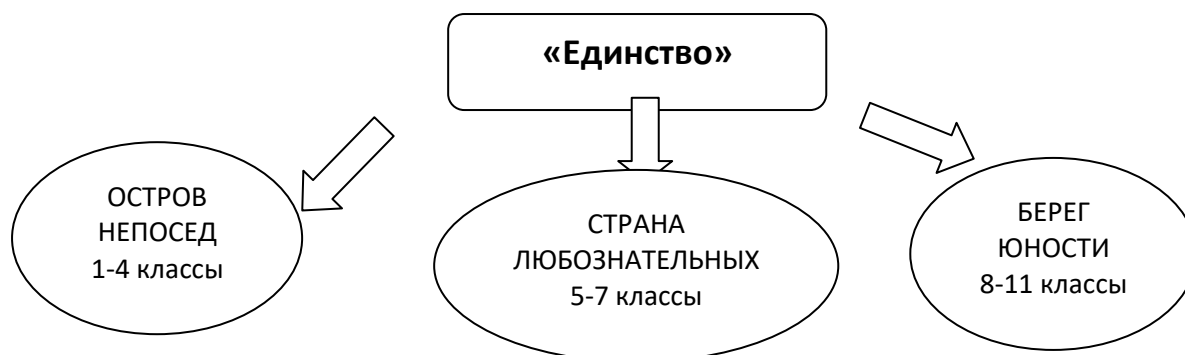 «Единство»
ОСТРОВ
НЕПОСЕД
1-4 классы
СТРАНА
ЛЮБОЗНАТЕЛЬНЫХ
5-7 классы
БЕРЕГ
ЮНОСТИ
8-11 классы